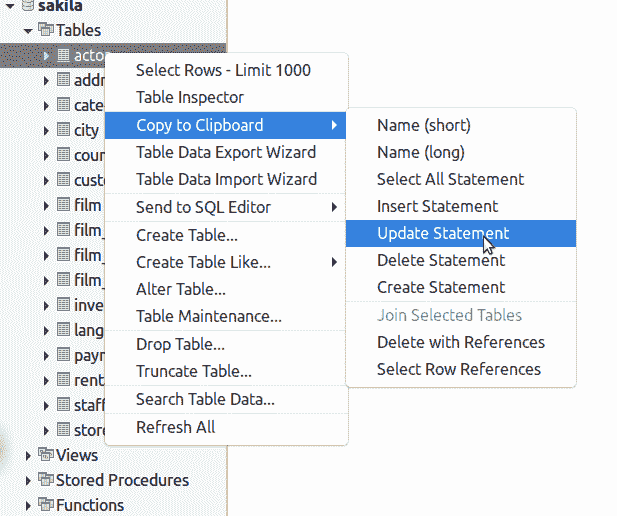 sakila
Tables
acto
addr
cate
city
coun
custo
film
film_
film_
film_
inve
lang
paym
rent
staff
store
Views
Stored Procedures
Functions
Select Rows - Limit 1000
Table Inspector
Copy to Clipboard
Table Data Export Wizard
Table Data Import Wizard
Send to SQL Editor
Create Table...
Create Table Like...
Alter Table...
Table Maintenance...
Drop Table...
Truncate Table...
Search Table Data...
Refresh All
Name (short)
Name (long)
Select All Statement
Insert Statement
Update Statement
Delete Statement
Create Statement
Join Selected Tables
Delete with References
Select Row References